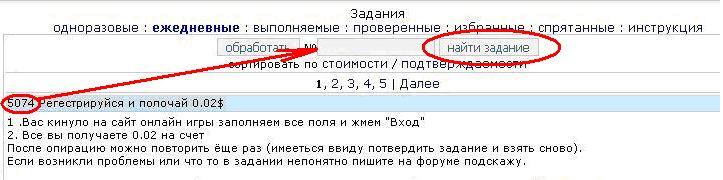 Задания
одноразовые : ежедневные : выполняемые : проверенные : избранные : спрятанные : инструкция
обработать № найти задание
сортировать по стоимости / подтверждаемости
1, 2, 3, 4, 5 | Далее
5074 Регестрируйся и полочай 0.02$
1 .Вас кинуло на сайт онлин игры заполняем все поля и жмем "Вход"
2. Все вы получаете 0.02 на счет
После опирацию можно повторить ёще раз (имееться ввиду потвердить задание и взять сново).
Если возникли проблемы или что то в задании непонятно пишите на форуме подскажу.